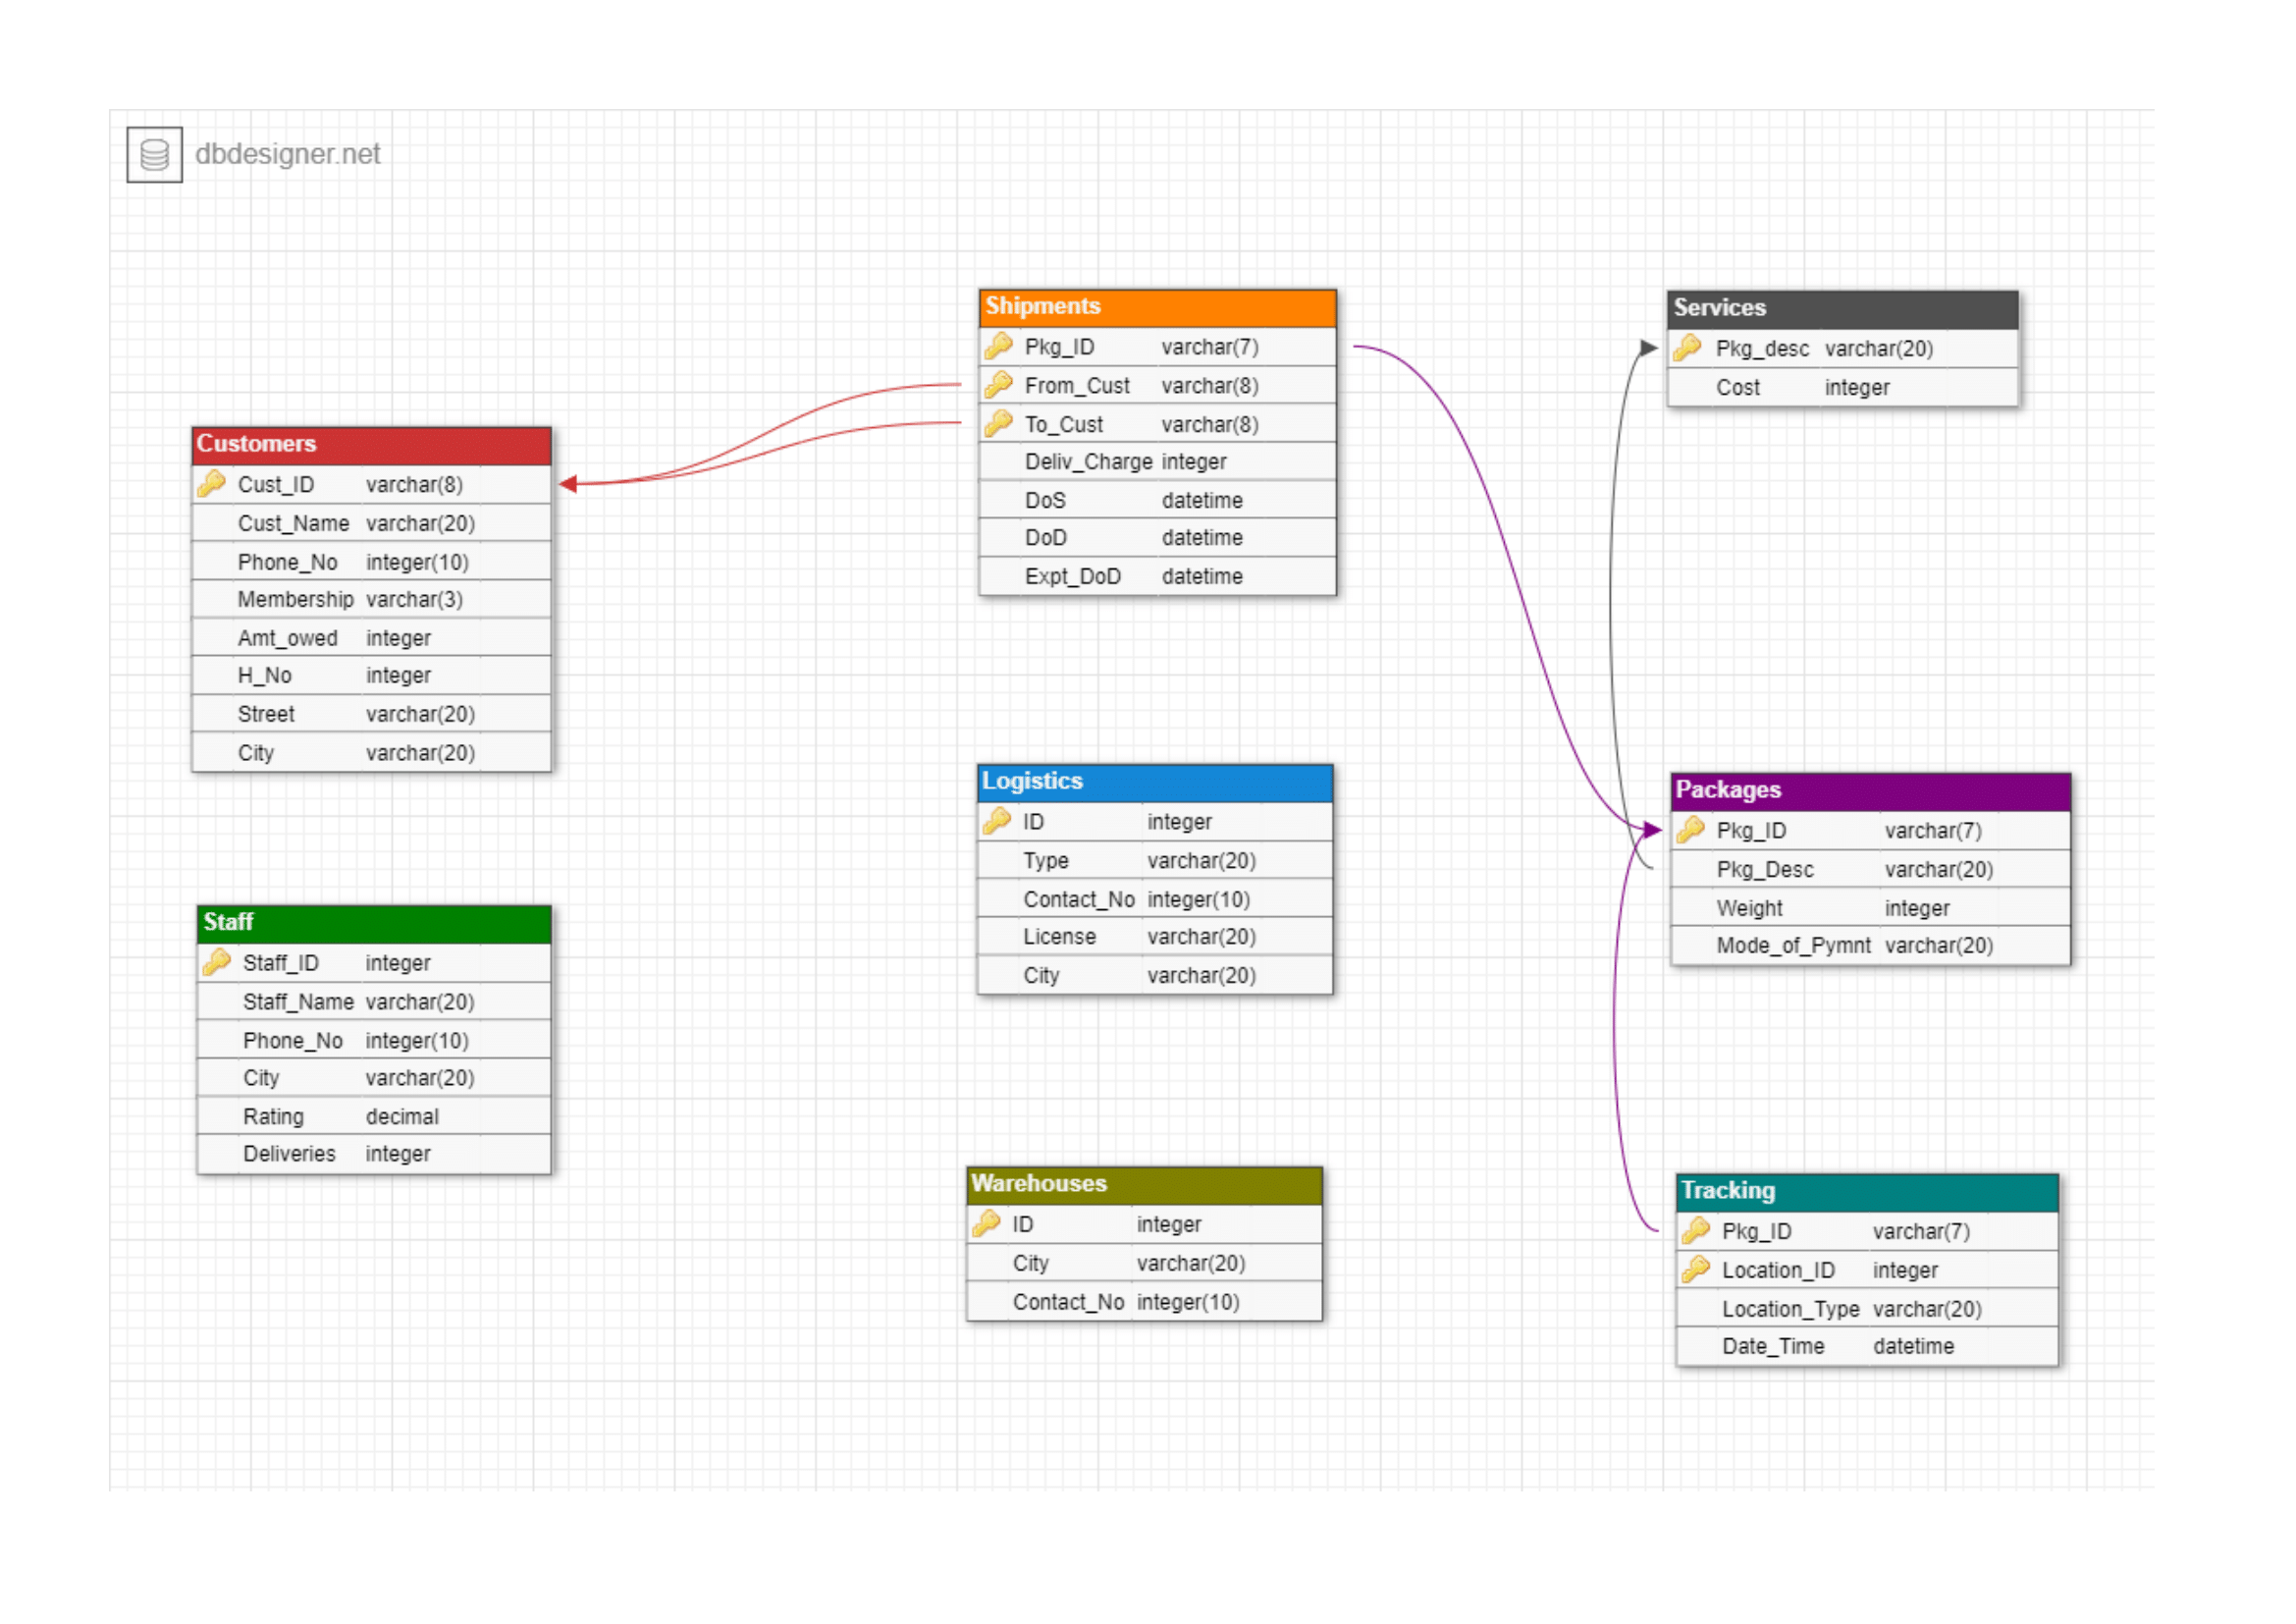 dbdesigner.net
Customers
Cust_ID varchar(8)
Cust_Name varchar(20)
Phone_No integer(10)
Membership varchar(3)
Amt_owed integer
H_No integer
Street varchar(20)
City varchar(20)
Staff
Staff_ID integer
Staff_Name varchar(20)
Phone_No integer(10)
City varchar(20)
Rating decimal
Deliveries integer
Shipments
Pkg_ID varchar(7)
From_Cust varchar(8)
To_Cust varchar(8)
Deliv_Charge integer
DoS datetime
DoD datetime
Expt_DoD datetime
Logistics
ID integer
Type varchar(20)
Contact_No integer(10)
License varchar(20)
City varchar(20)
Warehouses
ID integer
City varchar(20)
Contact_No integer(10)
Services
Pkg_desc varchar(20)
Cost integer
Packages
Pkg_ID varchar(7)
Pkg_Desc varchar(20)
Weight integer
Mode_of_Pymnt varchar(20)
Tracking
Pkg_ID varchar(7)
Location_ID integer
Location_Type varchar(20)
Date_Time datetime